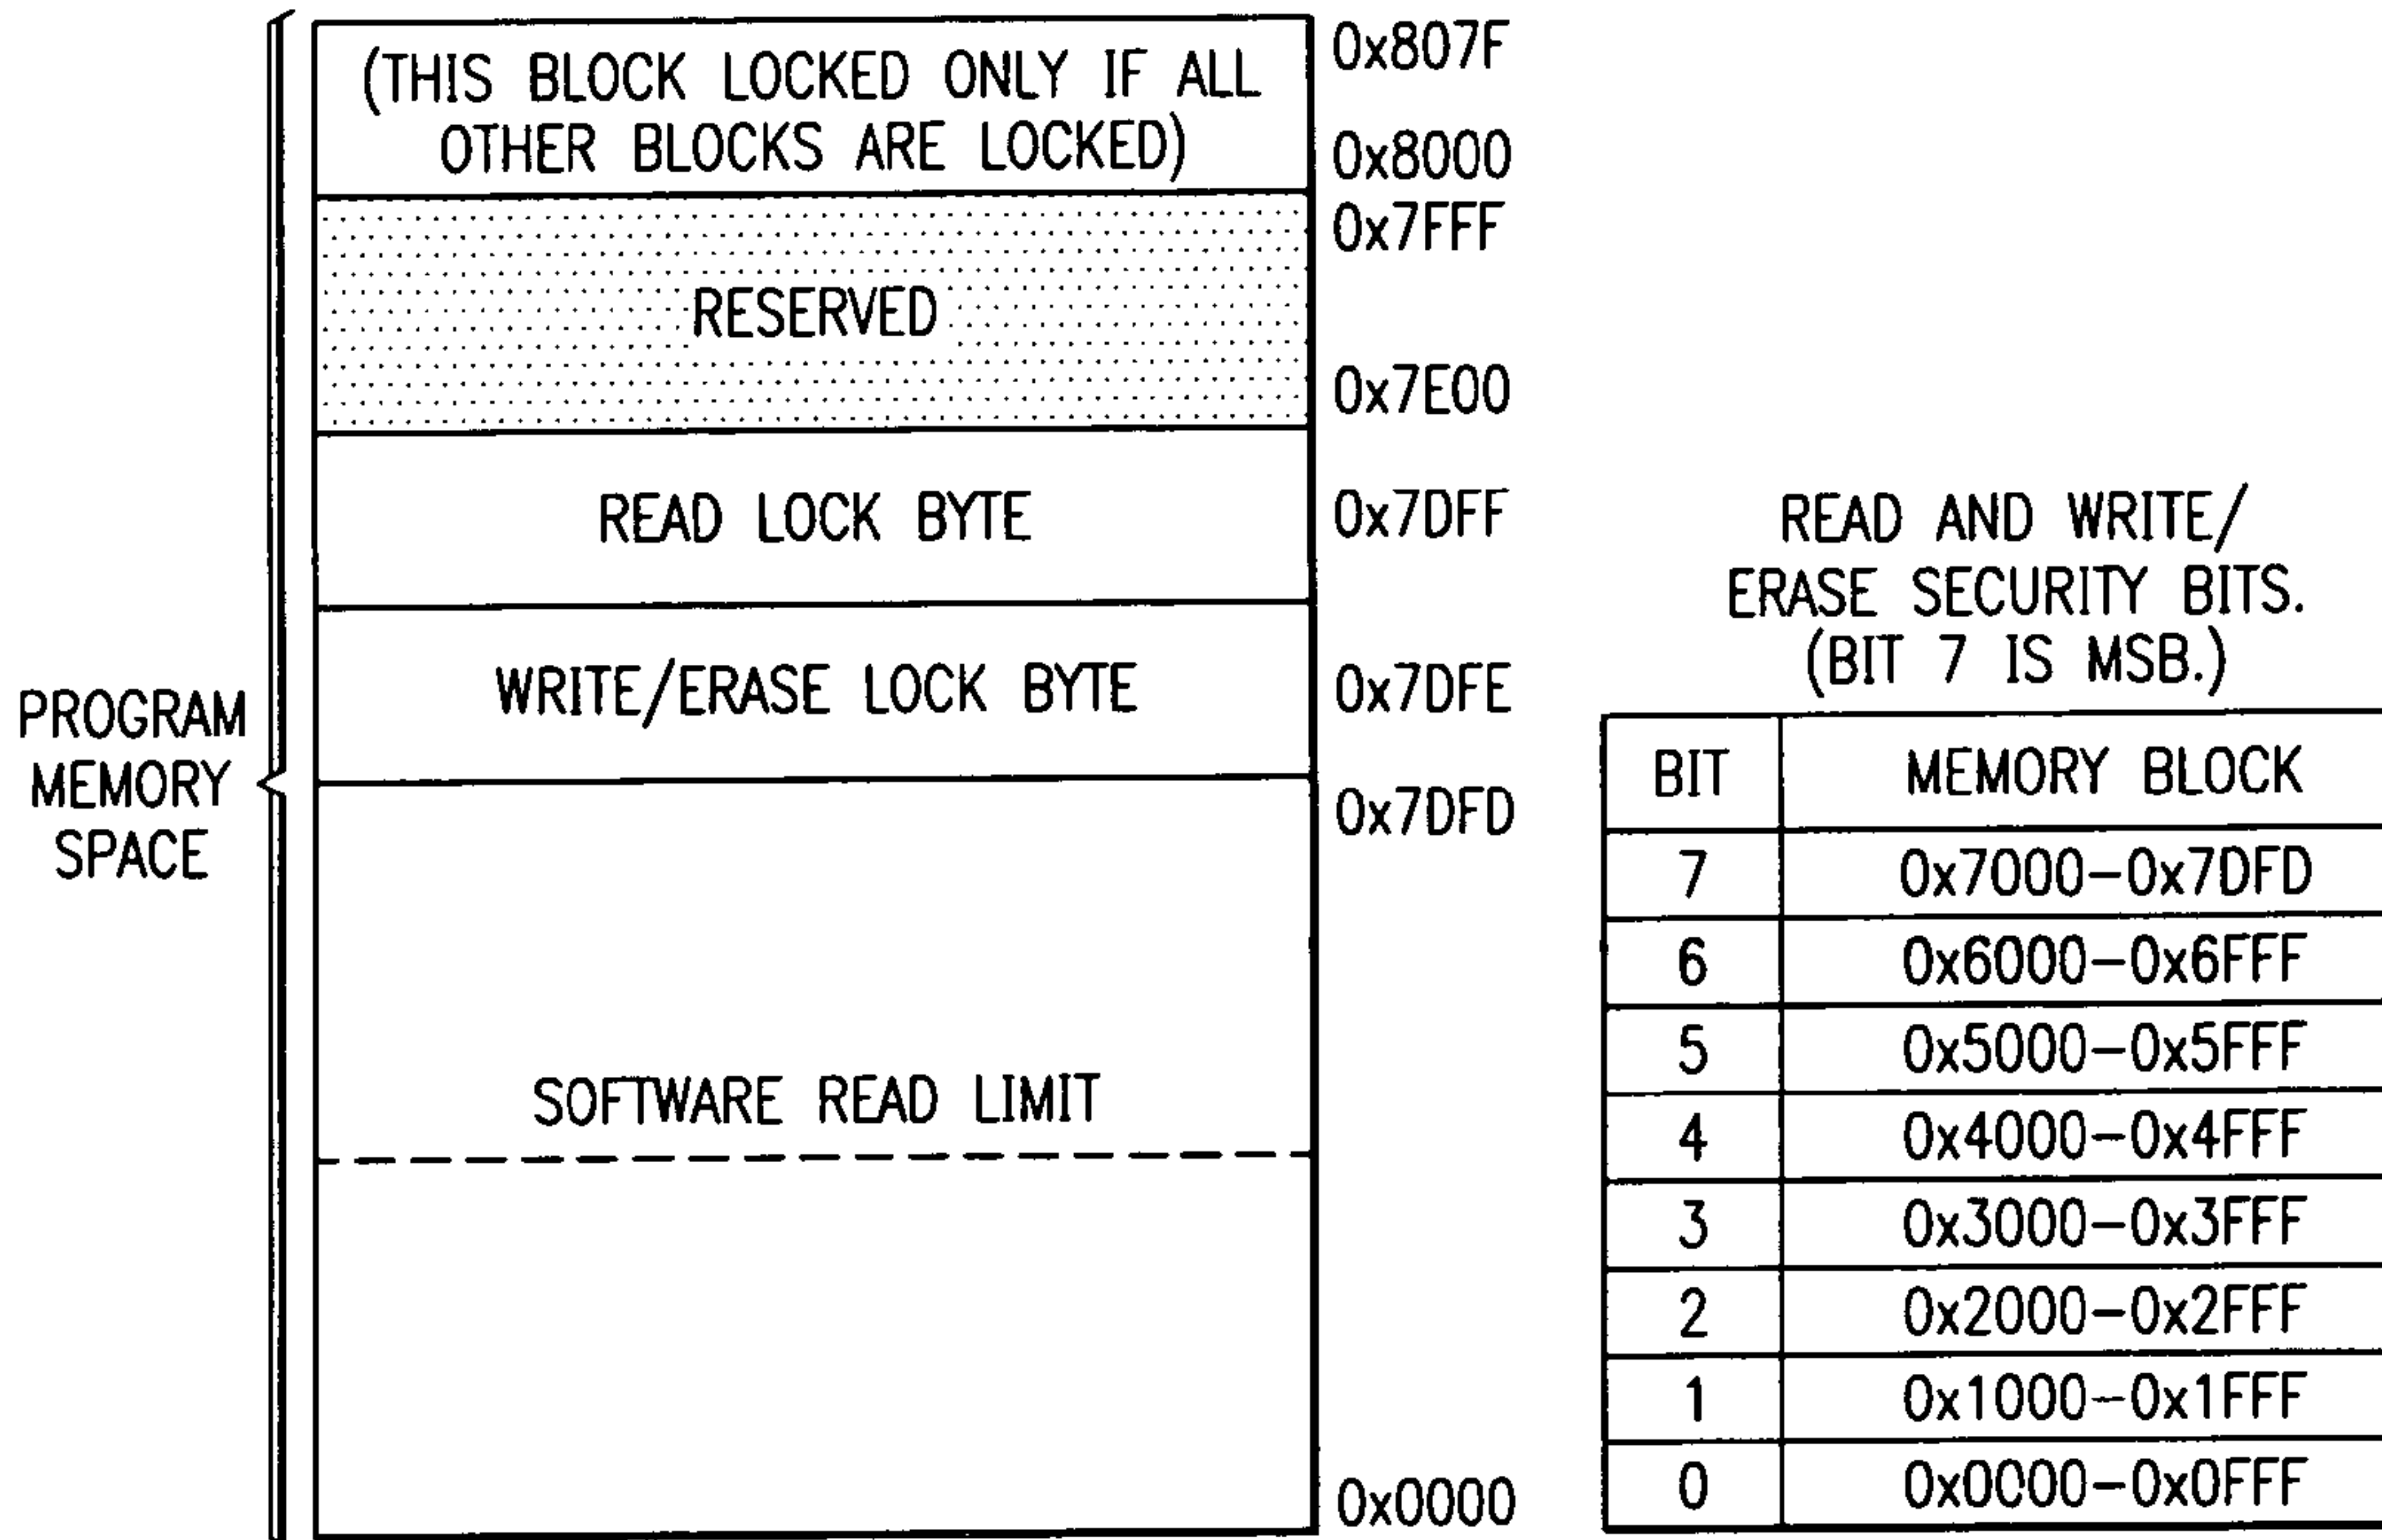 (THIS BLOCK LOCKED ONLY IF ALL
OTHER BLOCKS ARE LOCKED)
0x807F
0x8000
RESERVED
0x7FFF
0x7E00
READ LOCK BYTE
0x7DFF
WRITE/ERASE LOCK BYTE
0x7DFE
PROGRAM
MEMORY
SPACE
0x7DFD
SOFTWARE READ LIMIT
0x0000
READ AND WRITE/
ERASE SECURITY BITS.
(BIT 7 IS MSB.)
BIT MEMORY BLOCK
7 0x7000-0x7DFD
6 0x6000-0x6FFF
5 0x5000-0x5FFF
4 0x4000-0x4FFF
3 0x3000-0x3FFF
2 0x2000-0x2FFF
1 0x1000-0x1FFF
0 0x0000-0x0FFF